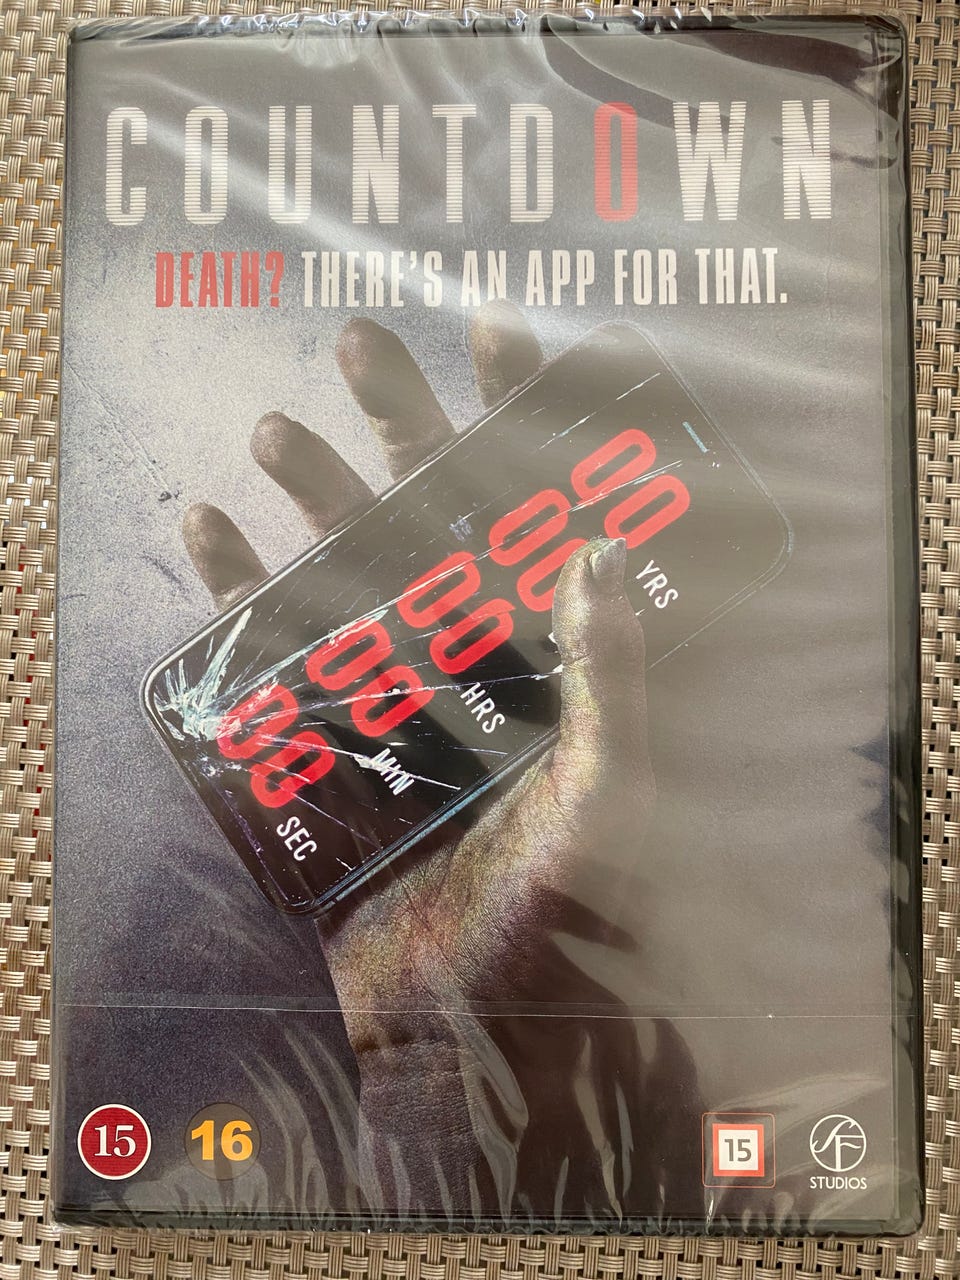 COUNTDOWN
DEATH? THERE'S AN APP FOR THAT.
00 YRS
00
00 HRS
00 MIN
00 SEC
15
16
15
SF
STUDIOS